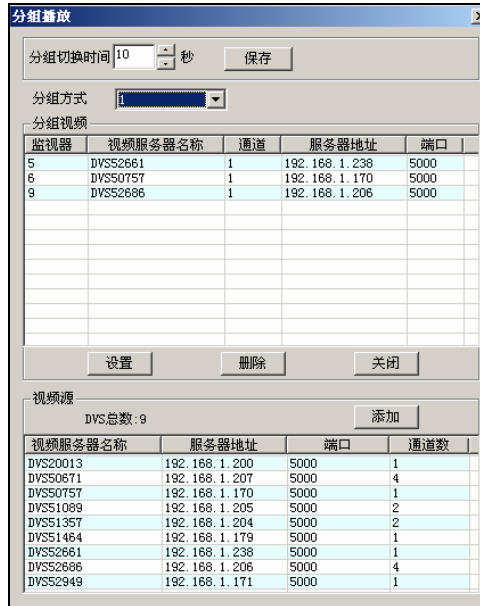 分组播放
分组切换时间 10 秒 保存
分组方式 1
分组视频
监视器 视频服务器名称 通道 服务器地址 端口
5 DVS52661 1 192.168.1.238 5000
6 DVS50757 1 192.168.1.170 5000
9 DVS52686 1 192.168.1.206 5000
设置 删除 关闭
视频源
DVS总数:9 添加
视频服务器名称 服务器地址 端口 通道数
DVS20013 192.168.1.200 5000 1
DVS50671 192.168.1.207 5000 4
DVS50757 192.168.1.170 5000 1
DVS51089 192.168.1.205 5000 2
DVS51357 192.168.1.204 5000 2
DVS51464 192.168.1.179 5000 1
DVS52661 192.168.1.238 5000 1
DVS52686 192.168.1.206 5000 4
DVS52949 192.168.1.171 5000 1